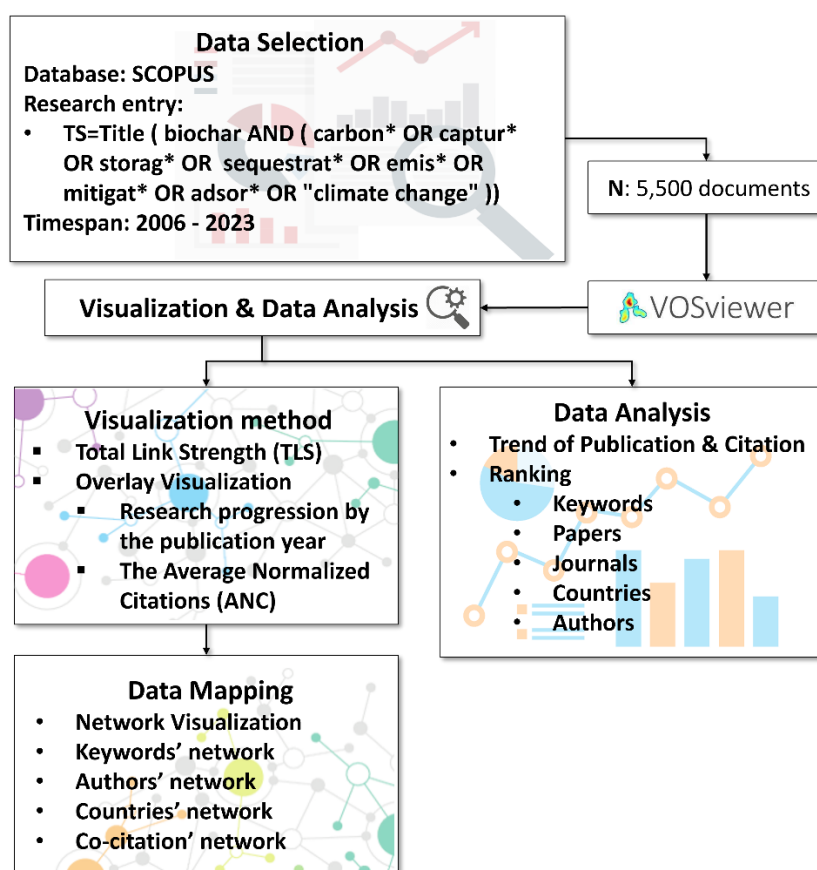 Data Selection
Database: SCOPUS
Research entry:
• TS=Title ( biochar AND ( carbon* OR captur*
OR storag* OR sequestrat* OR emis* OR
mitigat* OR adsor* OR "climate change" ))
Timespan: 2006 - 2023
N: 5,500 documents
VOSviewer
Visualization & Data Analysis
Visualization method
▪ Total Link Strength (TLS)
▪ Overlay Visualization
▪ Research progression by
the publication year
▪ The Average Normalized
Citations (ANC)
Data Analysis
• Trend of Publication & Citation
• Ranking
• Keywords
• Papers
• Journals
• Countries
• Authors
Data Mapping
• Network Visualization
• Keywords’ network
• Authors’ network
• Countries’ network
• Co-citation’ network